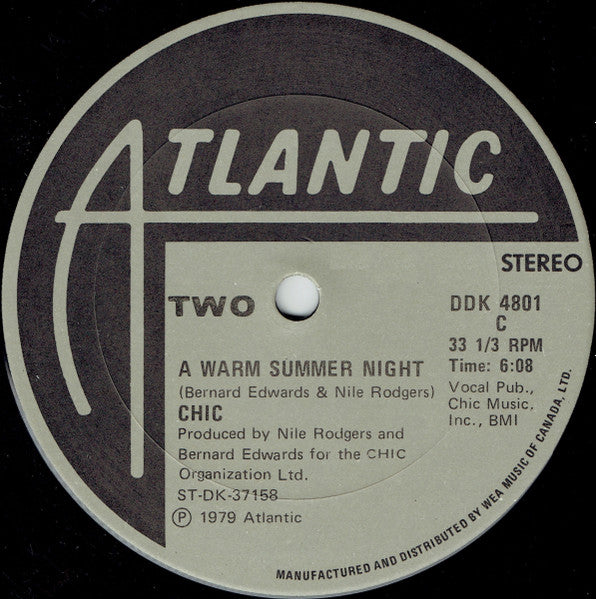 ATLANTIC
STEREO
TWO
DDK 4801
C
33 1/3 RPM
Time: 6:08
Vocal Pub.,
Chic Music,
Inc., BMI
A WARM SUMMER NIGHT
(Bernard Edwards & Nile Rodgers)
CHIC
Produced by Nile Rodgers and
Bernard Edwards for the CHIC
Organization Ltd.
ST-DK-37158
Ⓟ 1979 Atlantic
MANUFACTURED AND DISTRIBUTED BY WEA MUSIC OF CANADA, LTD.